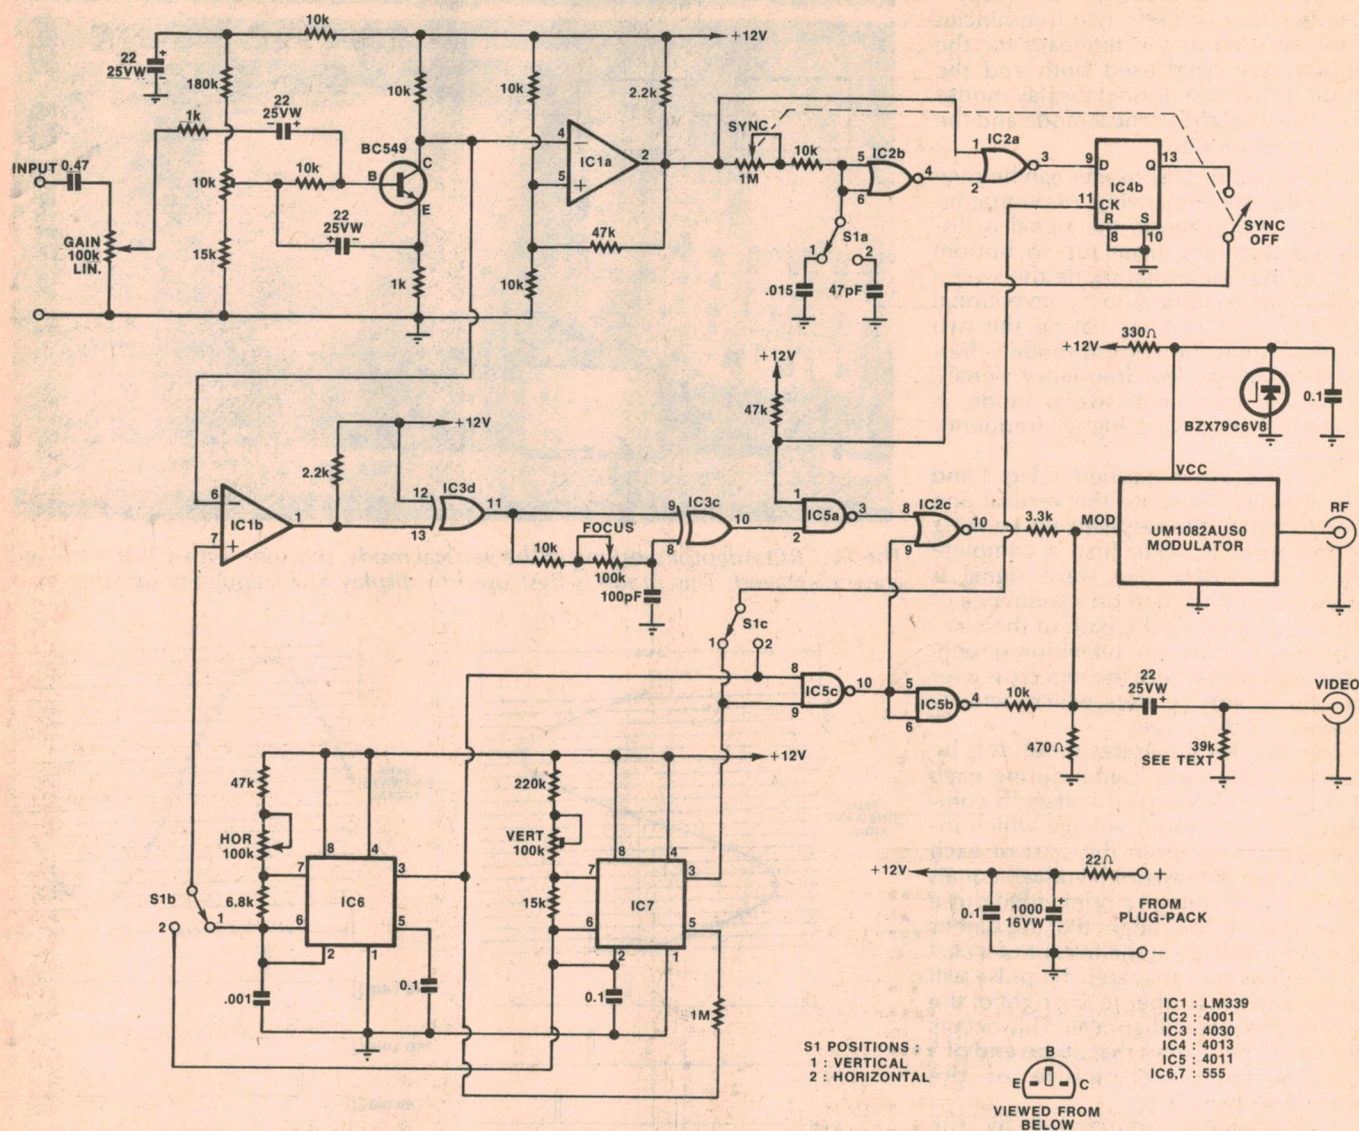 10k
+12V
22
25VW
+
-
180k
10k
10k
2.2k
22
25VW
-
+
1k
BC549
4
-
IC1a
2
5
+
SYNC
1M
10k
IC2b
5
6
4
IC2a
1
2
3
9
D
Q
13
IC4b
11
CK
R
S
8
10
SYNC
OFF
INPUT
0.47
10k
10k
B
C
E
22
25VW
+
-
GAIN
100k
LIN.
15k
1k
47k
10k
S1a
1
2
.015
47pF
+12V
47k
330Ω
+12V
0.1
BZX79C6V8
+12V
2.2k
12
13
IC3d
11
6
-
IC1b
1
7
+
FOCUS
10k
100k
100pF
9
8
IC3c
10
1
2
IC5a
3
8
9
IC2c
10
3.3k
MOD
VCC
UM1082AUS0
MODULATOR
RF
S1c
1
2
8
9
IC5c
10
5
6
IC5b
4
10k
22
25VW
-
+
VIDEO
470Ω
39k
SEE TEXT
+12V
47k
HOR
100k
6.8k
8
4
7
3
IC6
6
5
2
1
.001
0.1
S1b
1
2
220k
VERT
100k
15k
8
4
7
3
IC7
6
5
2
1
0.1
1M
+12V
22Ω
+
0.1
1000
16VW
+
FROM
PLUG-PACK
-
S1 POSITIONS :
1 : VERTICAL
2 : HORIZONTAL
B
E
C
VIEWED FROM
BELOW
IC1 : LM339
IC2 : 4001
IC3 : 4030
IC4 : 4013
IC5 : 4011
IC6,7 : 555